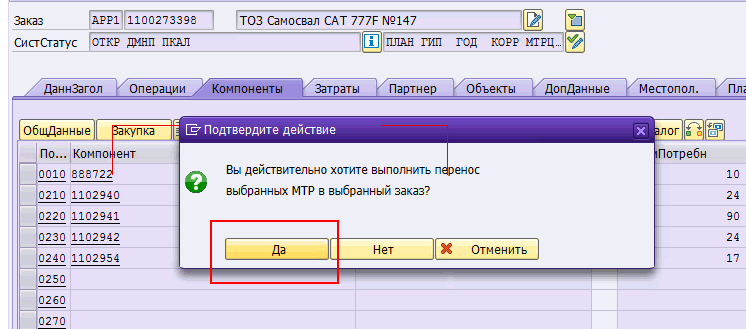 Заказ APP1 1100273398 ТОЗ Самосвал CAT 777F №147
СистСтатус ОТКР ДМНП ПКАЛ ПЛАН ГИП ГОД КОРР МТРЦ...
ДаннЗагол Операции Компоненты Затраты Партнер Объекты ДопДанные Местопол. Пла
ОбщДанные Закупка алог
Подтвердите действие
По... Компонент Потребн
Вы действительно хотите выполнить перенос
выбранных МТР в выбранный заказ?
0010 888722 10
0210 1102940 24
0220 1102941 90
0230 1102942 24
0240 1102954 17
Да Нет Отменить
0250
0260
0270